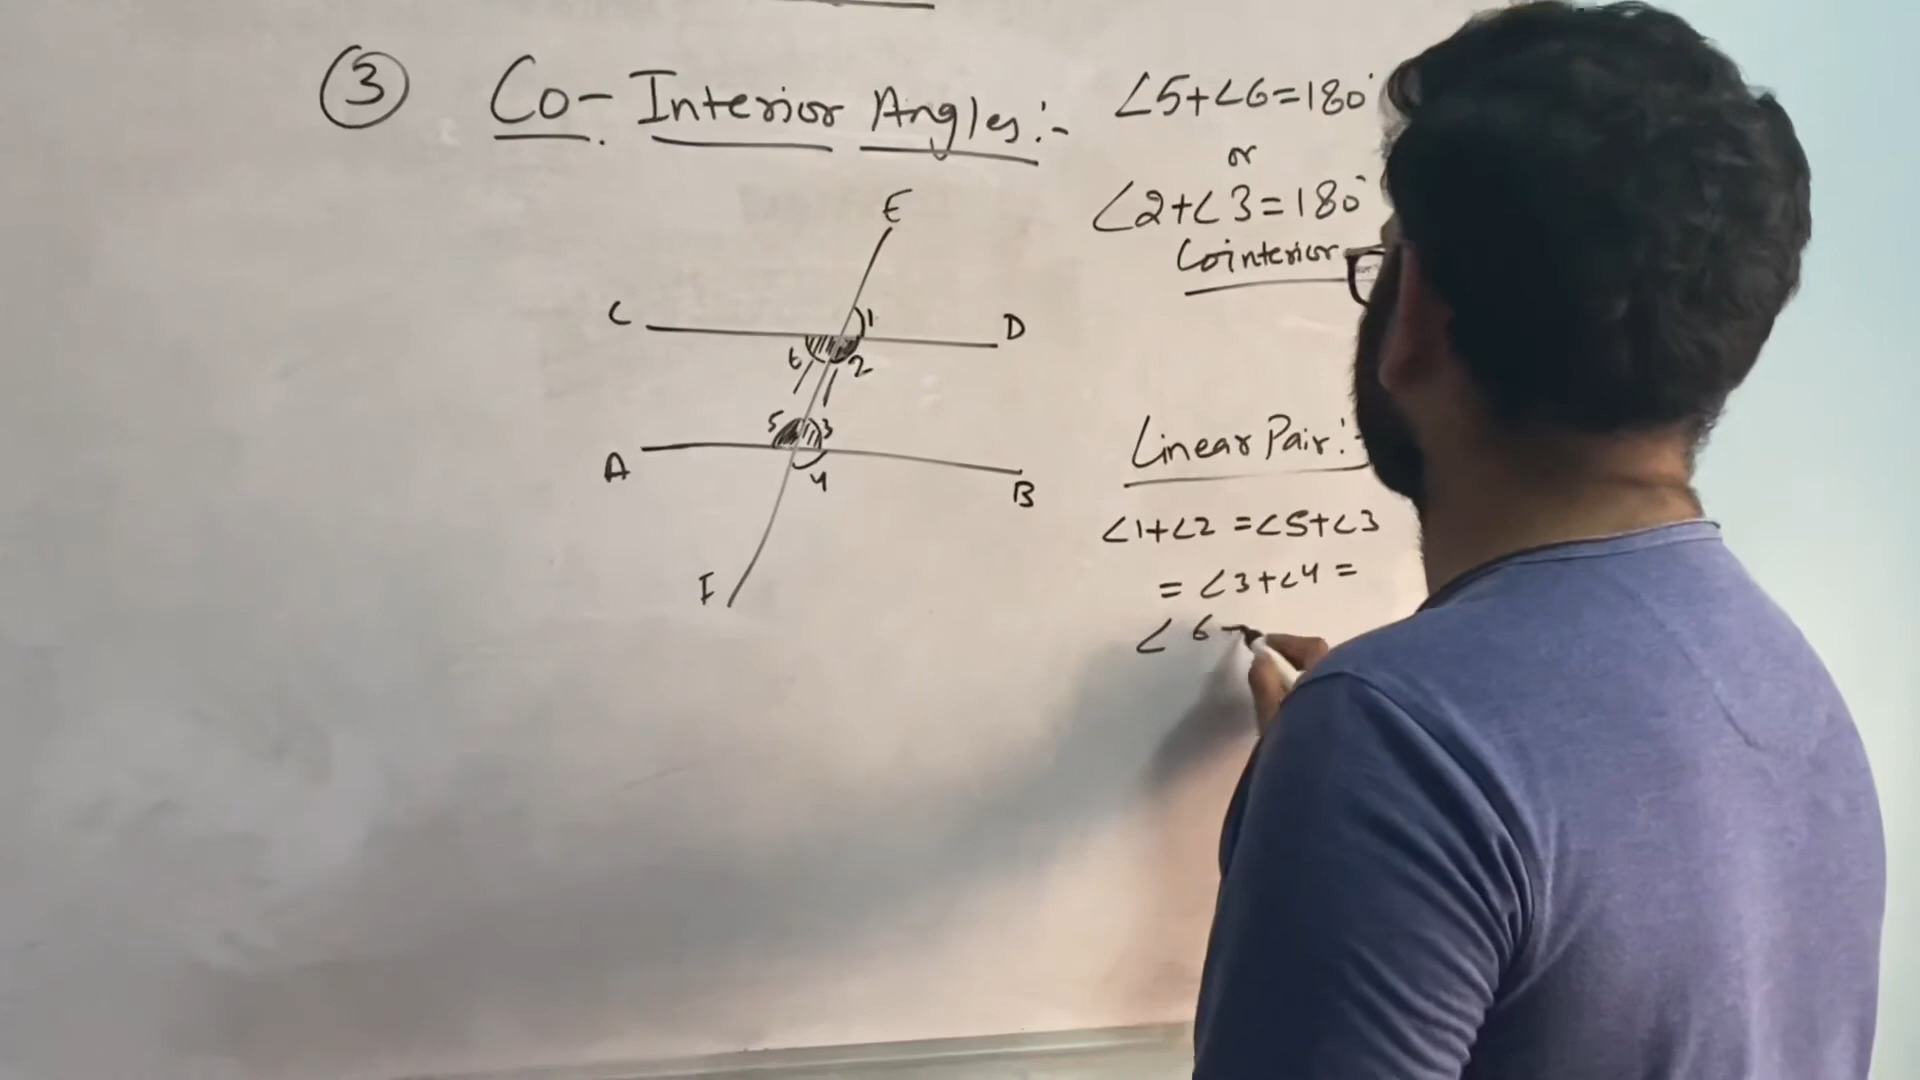 ③ Co-Interior Angles:-
∠5+∠6=180°
or
∠2+∠3=180°
Cointerior
E
C
1
D
6
2
5
3
A
4
B
F
Linear Pair:-
∠1+∠2=∠5+∠3
=∠3+∠4=
∠6